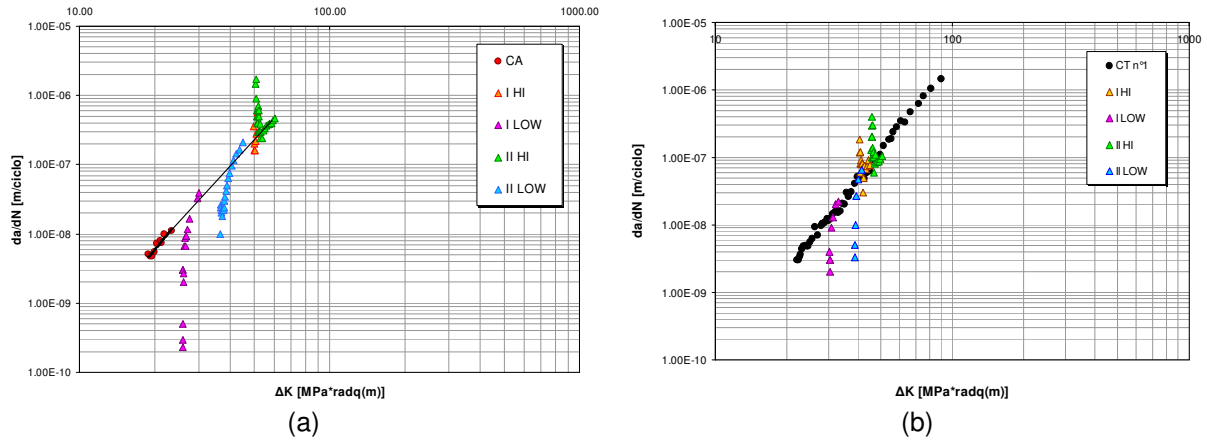 10.00 100.00 1000.00
1.00E-05
1.00E-06
1.00E-07
1.00E-08
1.00E-09
1.00E-10
da/dN [m/ciclo]
ΔK [MPa*radq(m)]
CA
I HI
I LOW
II HI
II LOW
(a)
1.00E-05
10 100 1000
1.00E-06
1.00E-07
1.00E-08
1.00E-09
1.00E-10
da/dN [m/ciclo]
ΔK [MPa*radq(m)]
CT n°1
I HI
I LOW
II HI
II LOW
(b)